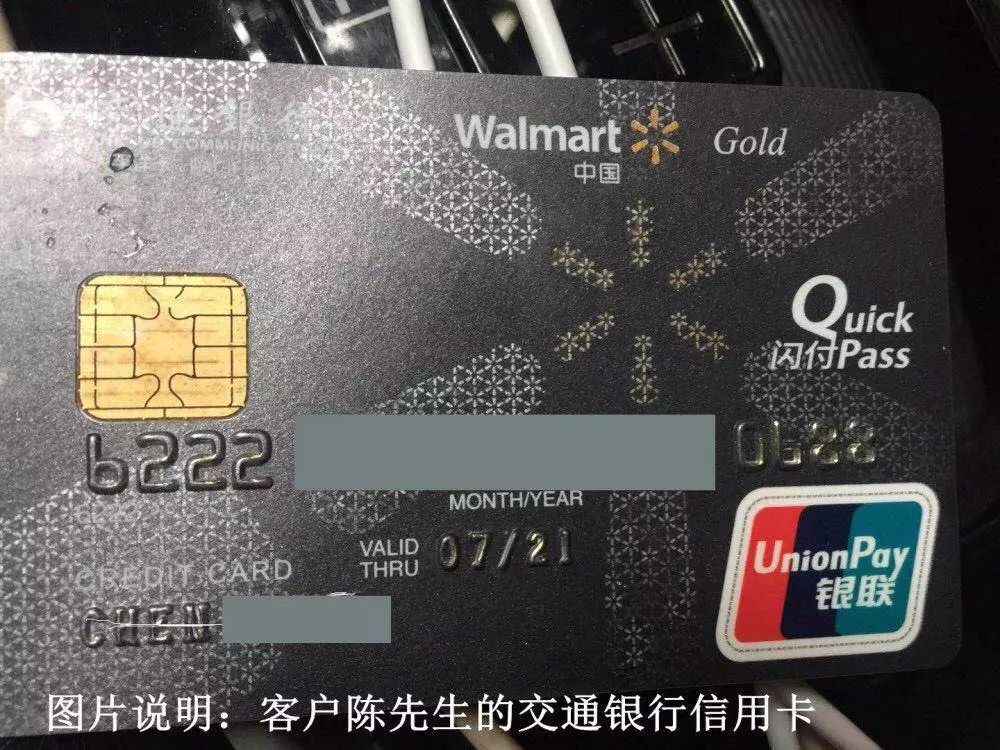 Walmart
中国
Gold
Quick
闪付Pass
6222
0688
MONTH/YEAR
VALID
THRU
07/21
CREDIT CARD
CHEN
UnionPay
银联
图片说明：客户陈先生的交通银行信用卡